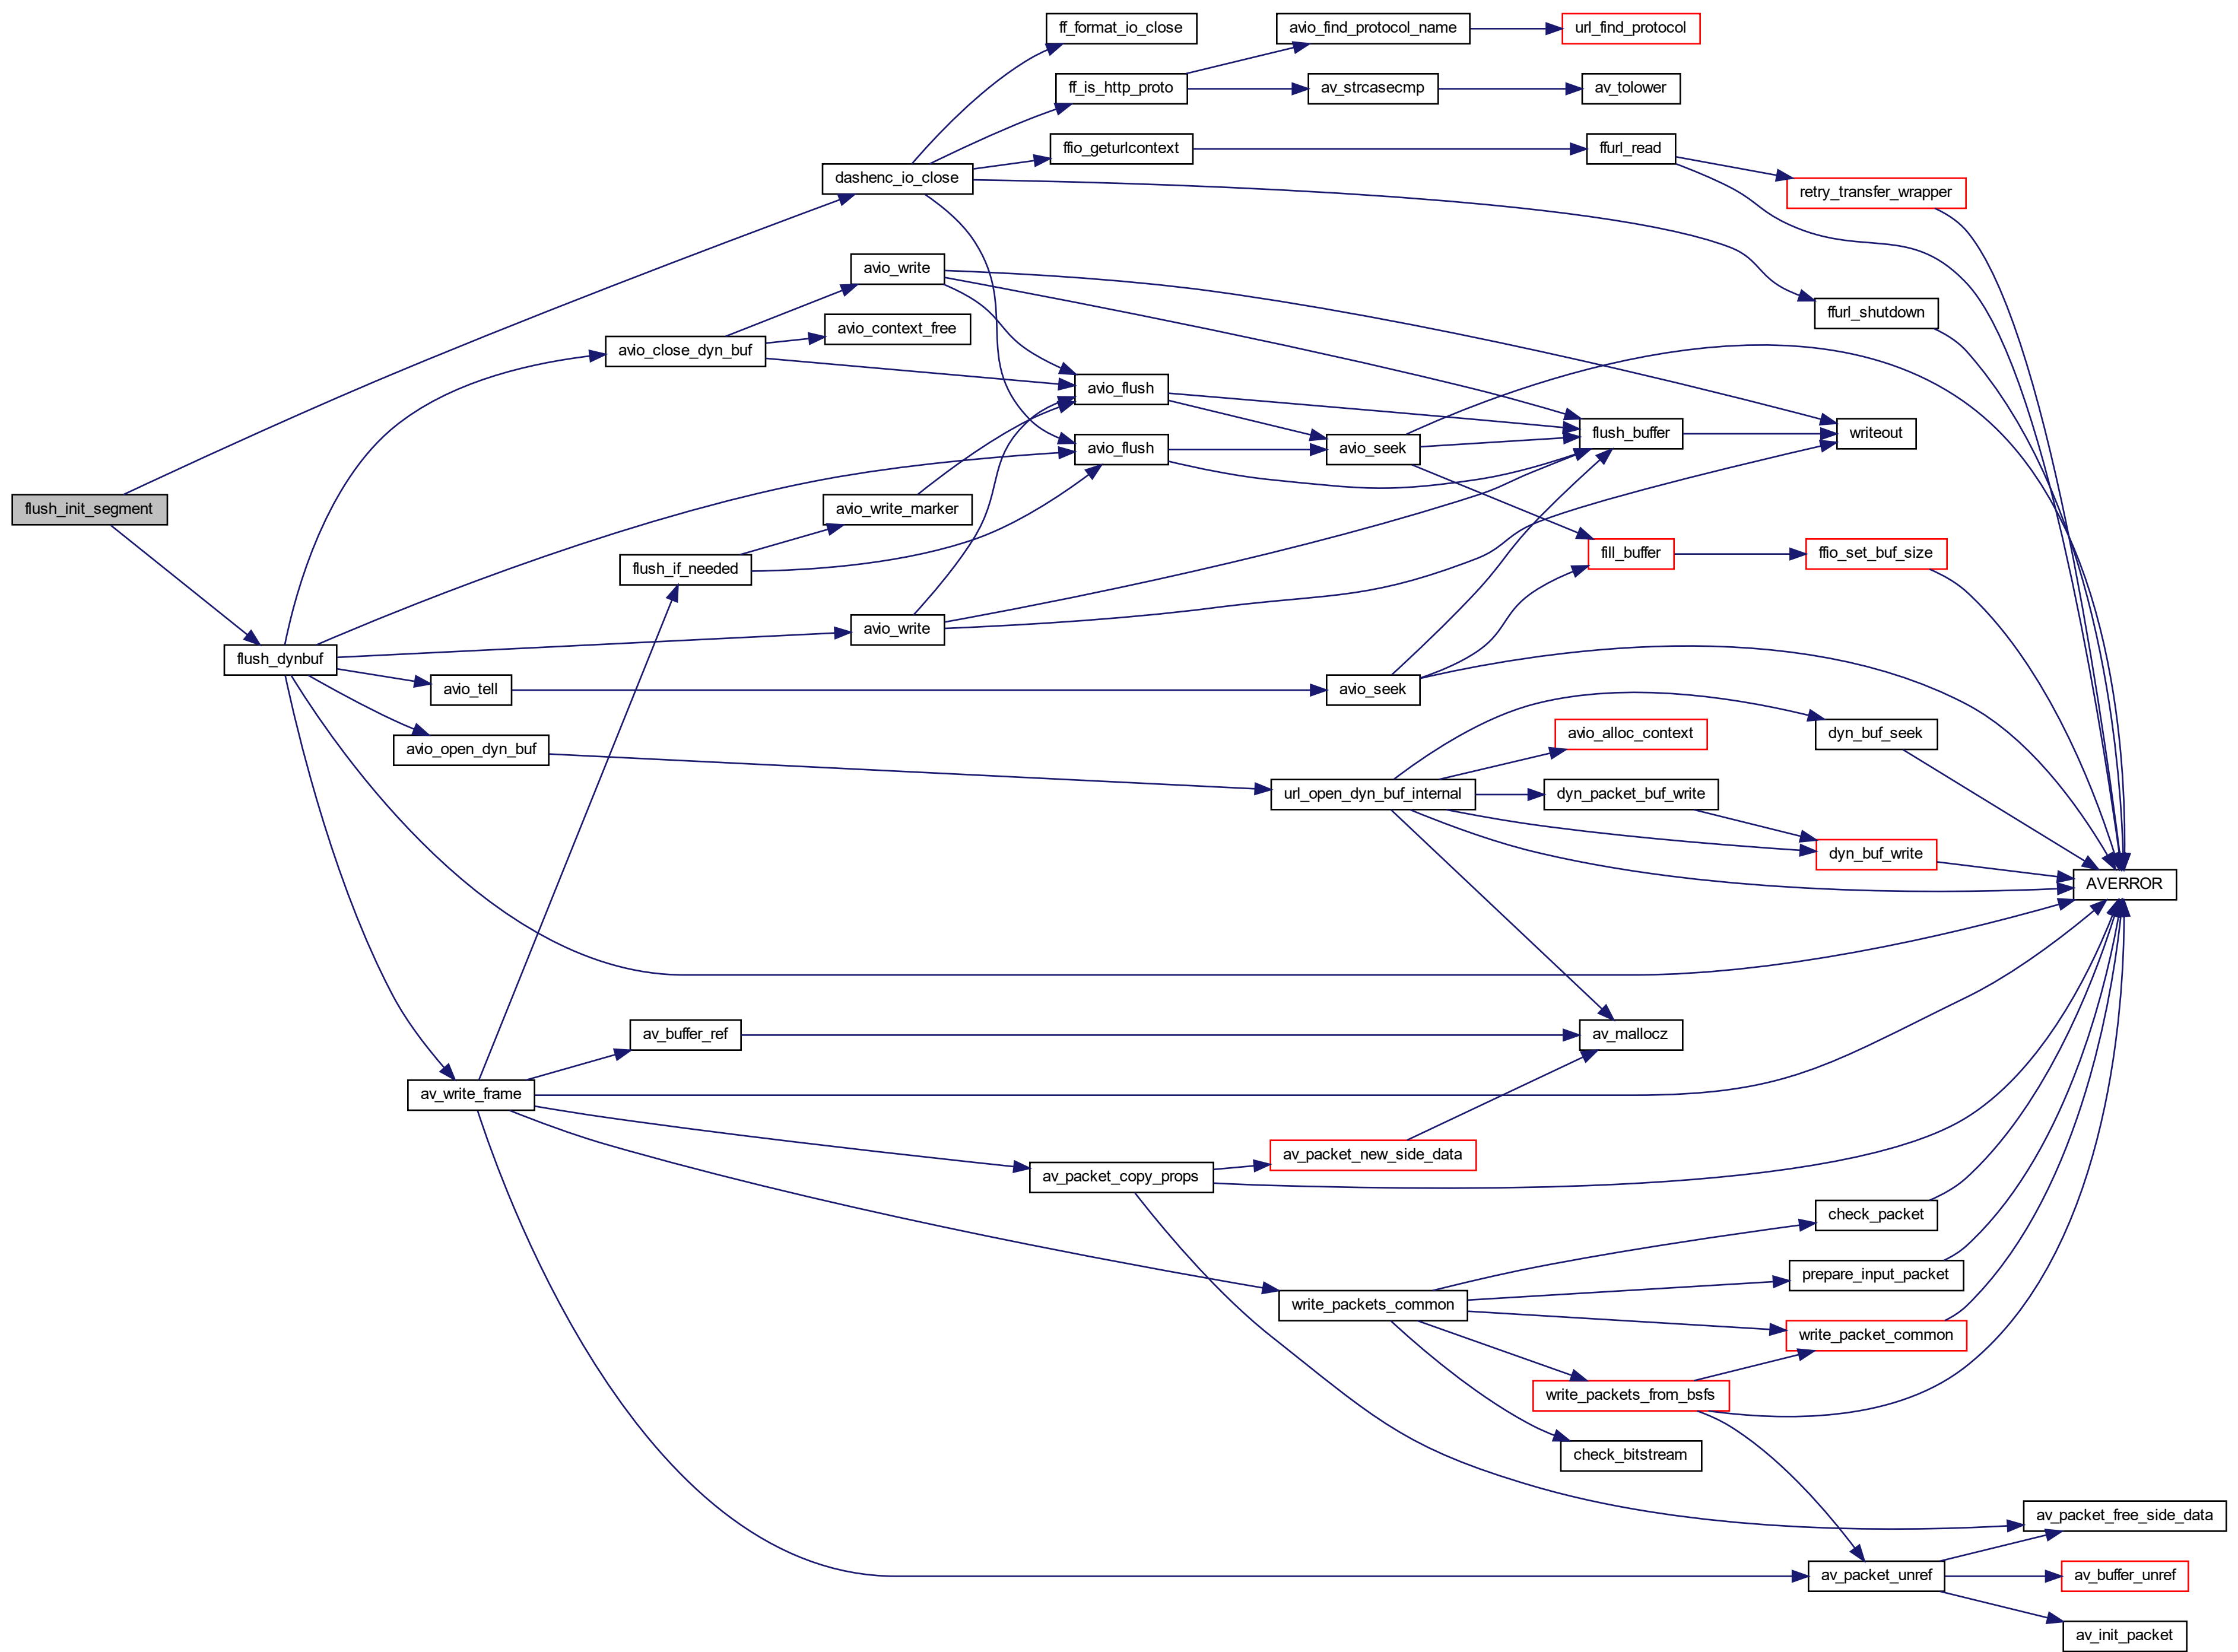 ff_format_io_close
avio_find_protocol_name
url_find_protocol
ff_is_http_proto
av_strcasecmp
av_tolower
ffio_geturlcontext
ffurl_read
dashenc_io_close
retry_transfer_wrapper
avio_write
ffurl_shutdown
avio_context_free
avio_close_dyn_buf
avio_flush
flush_buffer
writeout
avio_flush
avio_seek
flush_init_segment
avio_write_marker
fill_buffer
ffio_set_buf_size
flush_if_needed
avio_write
flush_dynbuf
avio_tell
avio_seek
avio_open_dyn_buf
avio_alloc_context
dyn_buf_seek
url_open_dyn_buf_internal
dyn_packet_buf_write
dyn_buf_write
AVERROR
av_buffer_ref
av_mallocz
av_write_frame
av_packet_new_side_data
av_packet_copy_props
check_packet
prepare_input_packet
write_packets_common
write_packet_common
write_packets_from_bsfs
check_bitstream
av_packet_free_side_data
av_packet_unref
av_buffer_unref
av_init_packet